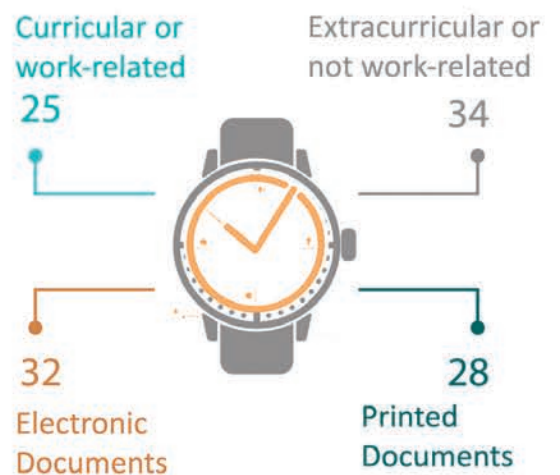 Curricular or
work-related
25
Extracurricular or
not work-related
34
32
Electronic
Documents
28
Printed
Documents